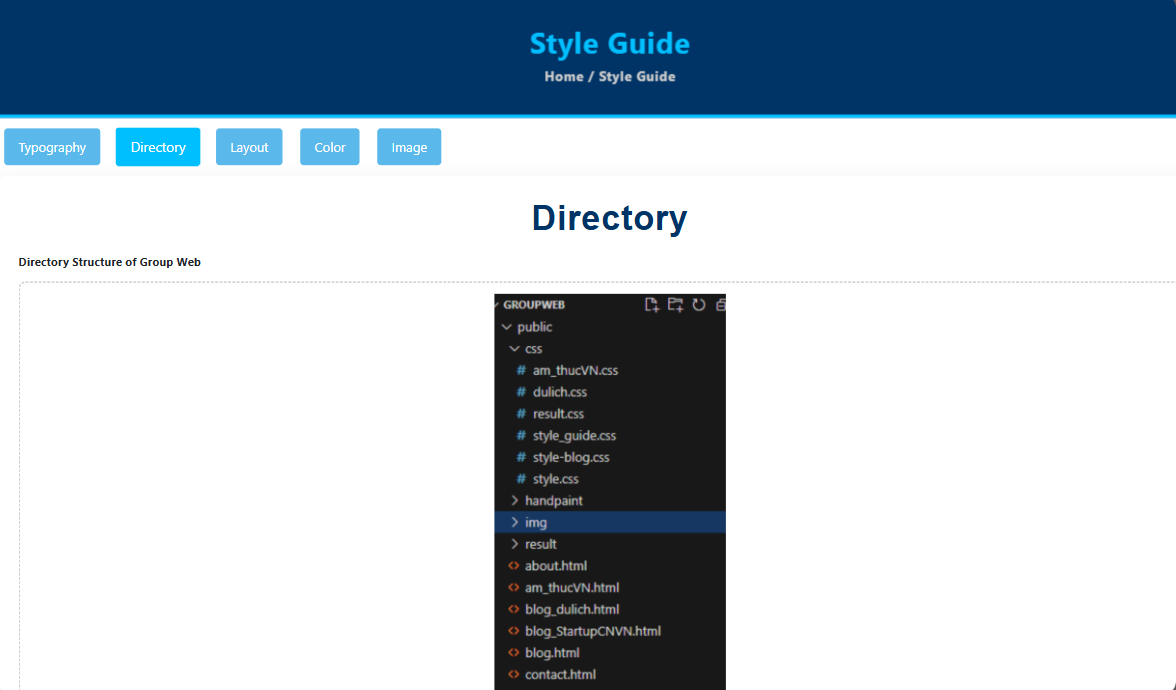 Style Guide
Home / Style Guide
Typography
Directory
Layout
Color
Image
Directory
Directory Structure of Group Web
GROUPWEB
public
css
# am_thucVN.css
# dulich.css
# result.css
# style_guide.css
# style-blog.css
# style.css
handpaint
img
result
<> about.html
<> am_thucVN.html
<> blog_dulich.html
<> blog_StartupCNVN.html
<> blog.html
<> contact.html